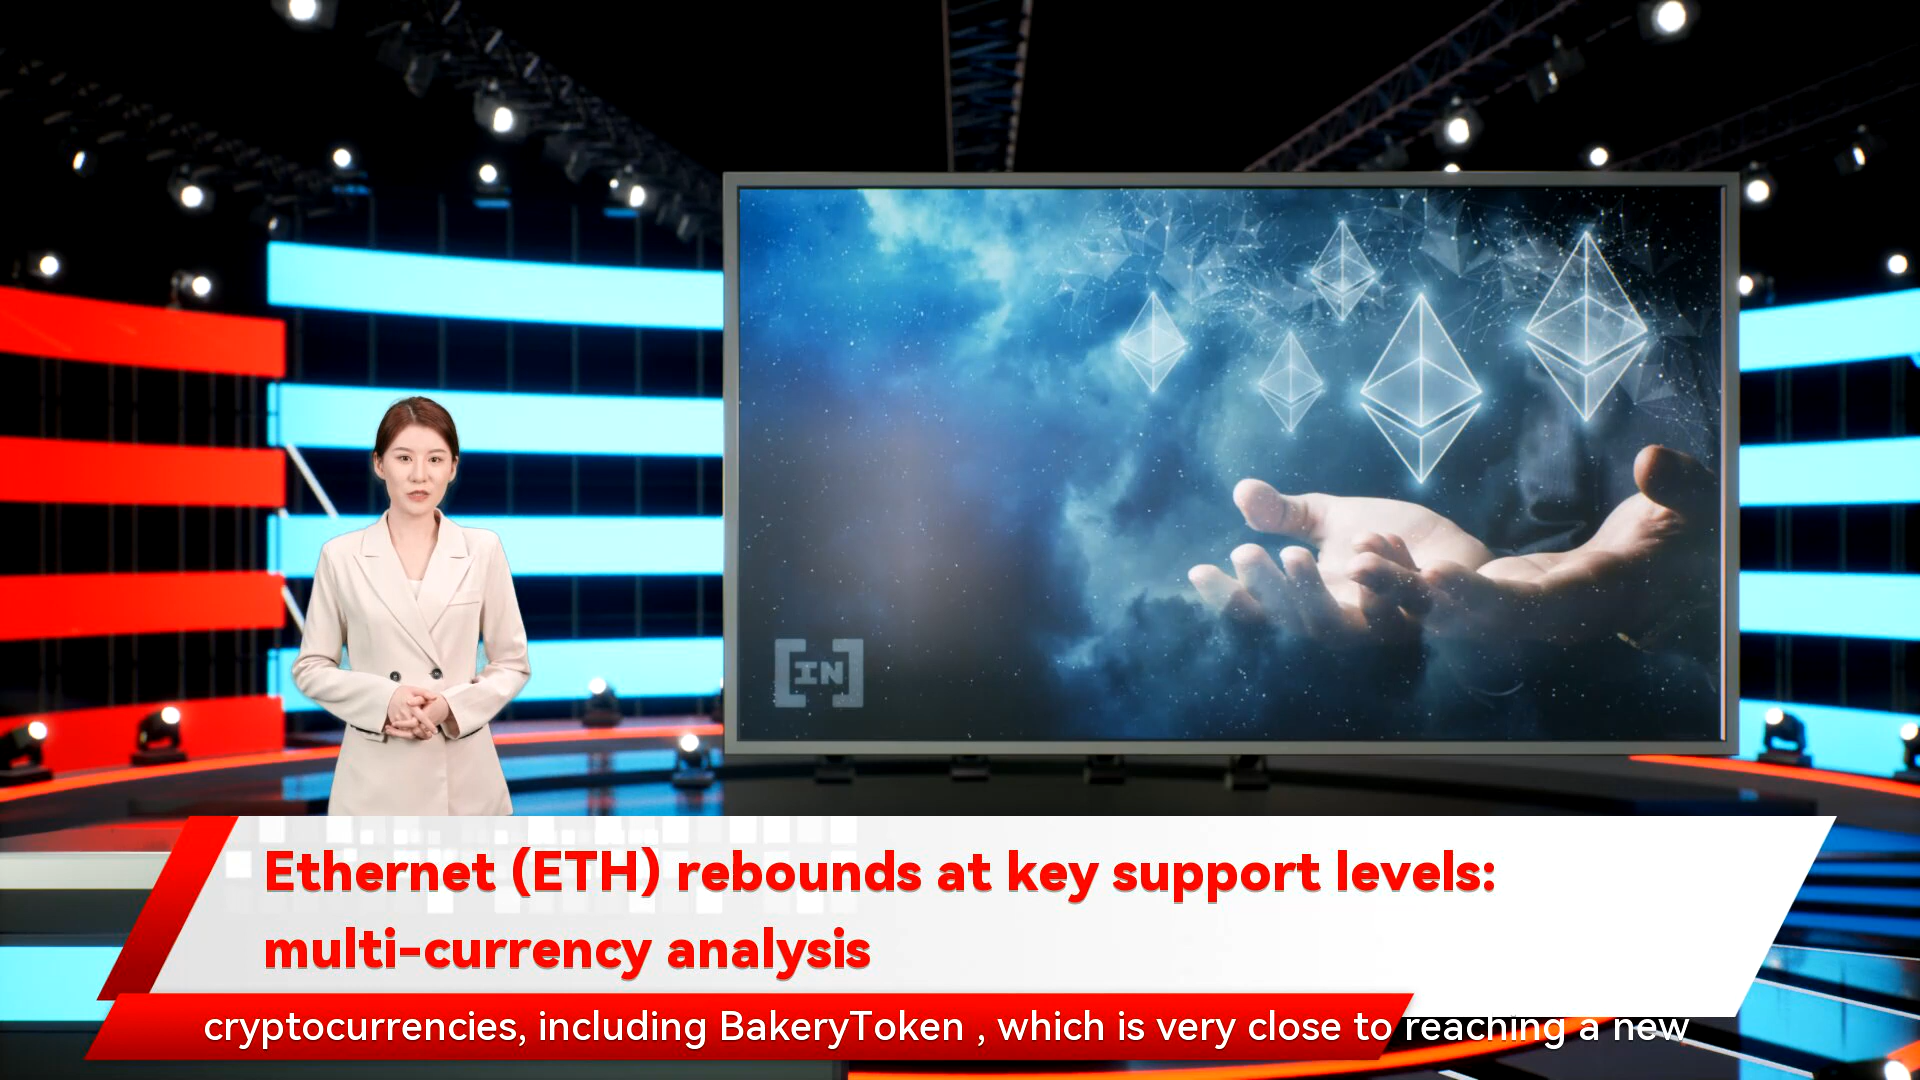 IN
Ethernet (ETH) rebounds at key support levels:
multi-currency analysis
cryptocurrencies, including BakeryToken , which is very close to reaching a new